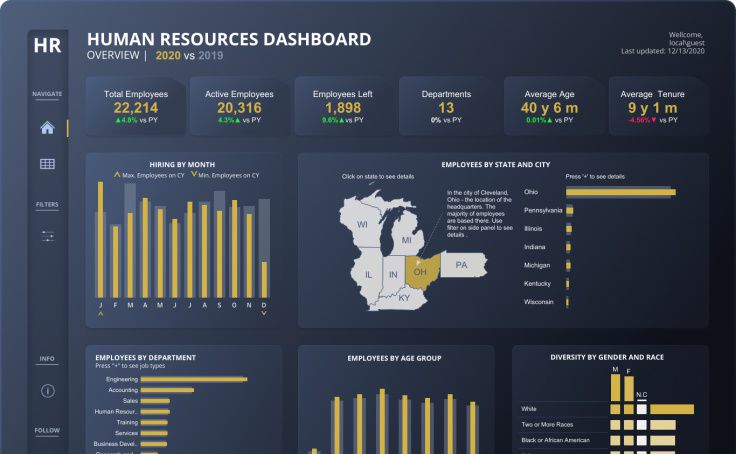 HR
HUMAN RESOURCES DASHBOARD
OVERVIEW | 2020 vs 2019
Wellcome,
local\guest
Last updated: 12/13/2020
NAVIGATE
FILTERS
INFO
FOLLOW
Total Employees
22,214
▲4.8% vs PY
Active Employees
20,316
4.3%▲ vs PY
Employees Left
1,898
9.6%▲ vs PY
Departments
13
0% vs PY
Average Age
40 y 6 m
0.01%▲ vs PY
Average Tenure
9 y 1 m
-4.56%▼ vs PY
HIRING BY MONTH
Max. Employees on CY Min. Employees on CY
J F M A M J J A S O N D
EMPLOYEES BY STATE AND CITY
Click on state to see details
In the city of Cleveland,
Ohio - the location of the
headquarters. The
majority of employees
are based there. Use
filter on side panel to see
details .
WI
MI
IL
IN
OH
PA
KY
Press '+' to see details
Ohio
Pennsylvania
Illinois
Indiana
Michigan
Kentucky
Wisconsin
EMPLOYEES BY DEPARTMENT
Press "+" to see job types
Engineering
Accounting
Sales
Human Resour..
Training
Services
Business Devel..
EMPLOYEES BY AGE GROUP
DIVERSITY BY GENDER AND RACE
M F N.C
White
Two or More Races
Black or African American